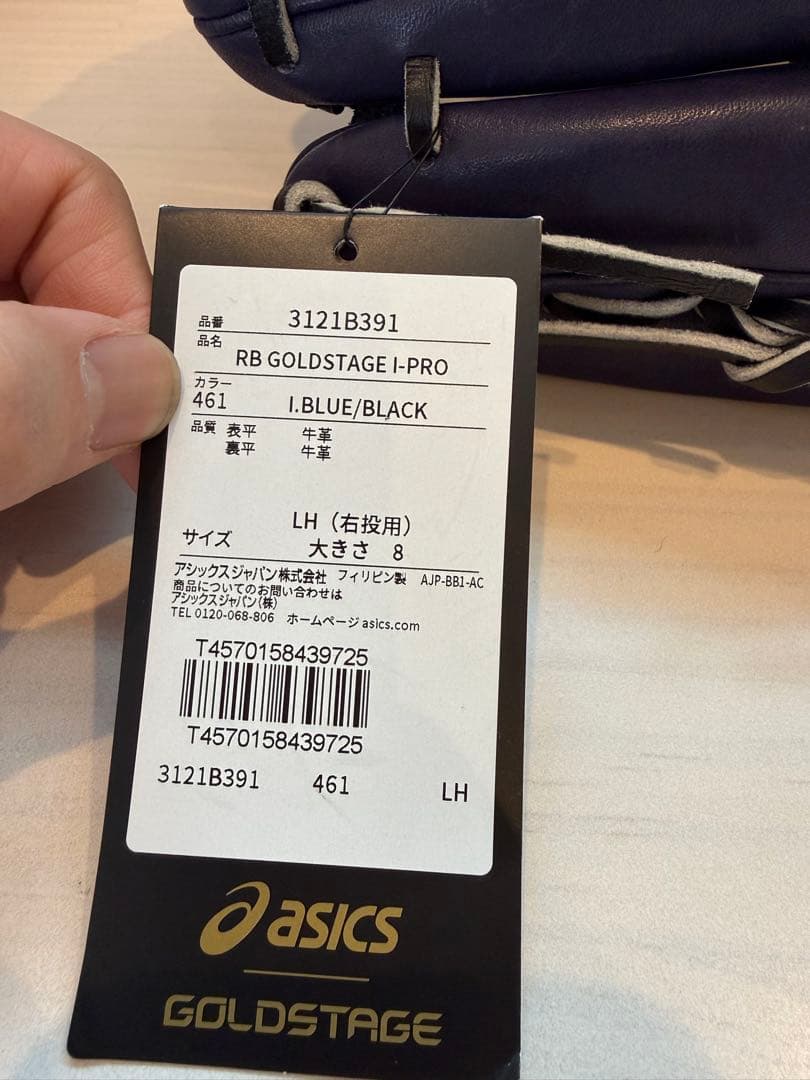 品番 3121B391
品名
RB GOLDSTAGE I-PRO
カラー
461 I.BLUE/BLACK
品質 表平 牛革
裏平 牛革
LH（右投用）
サイズ 大きさ 8
アシックスジャパン株式会社 フィリピン製 AJP-BB1-AC
商品についてのお問い合わせは
アシックスジャパン(株)
TEL 0120-068-806 ホームページ asics.com
T4570158439725
T4570158439725
3121B391 461 LH
asics
GOLDSTAGE